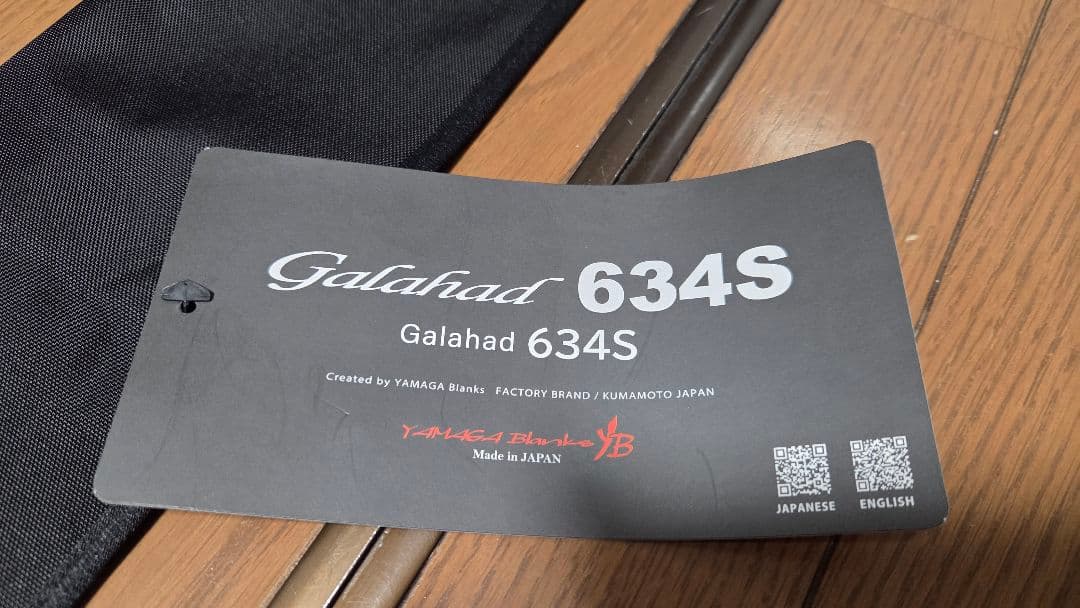 Galahad 634S
Galahad 634S
Created by YAMAGA Blanks FACTORY BRAND / KUMAMOTO JAPAN
YAMAGA Blanks YB
Made in JAPAN
JAPANESE ENGLISH